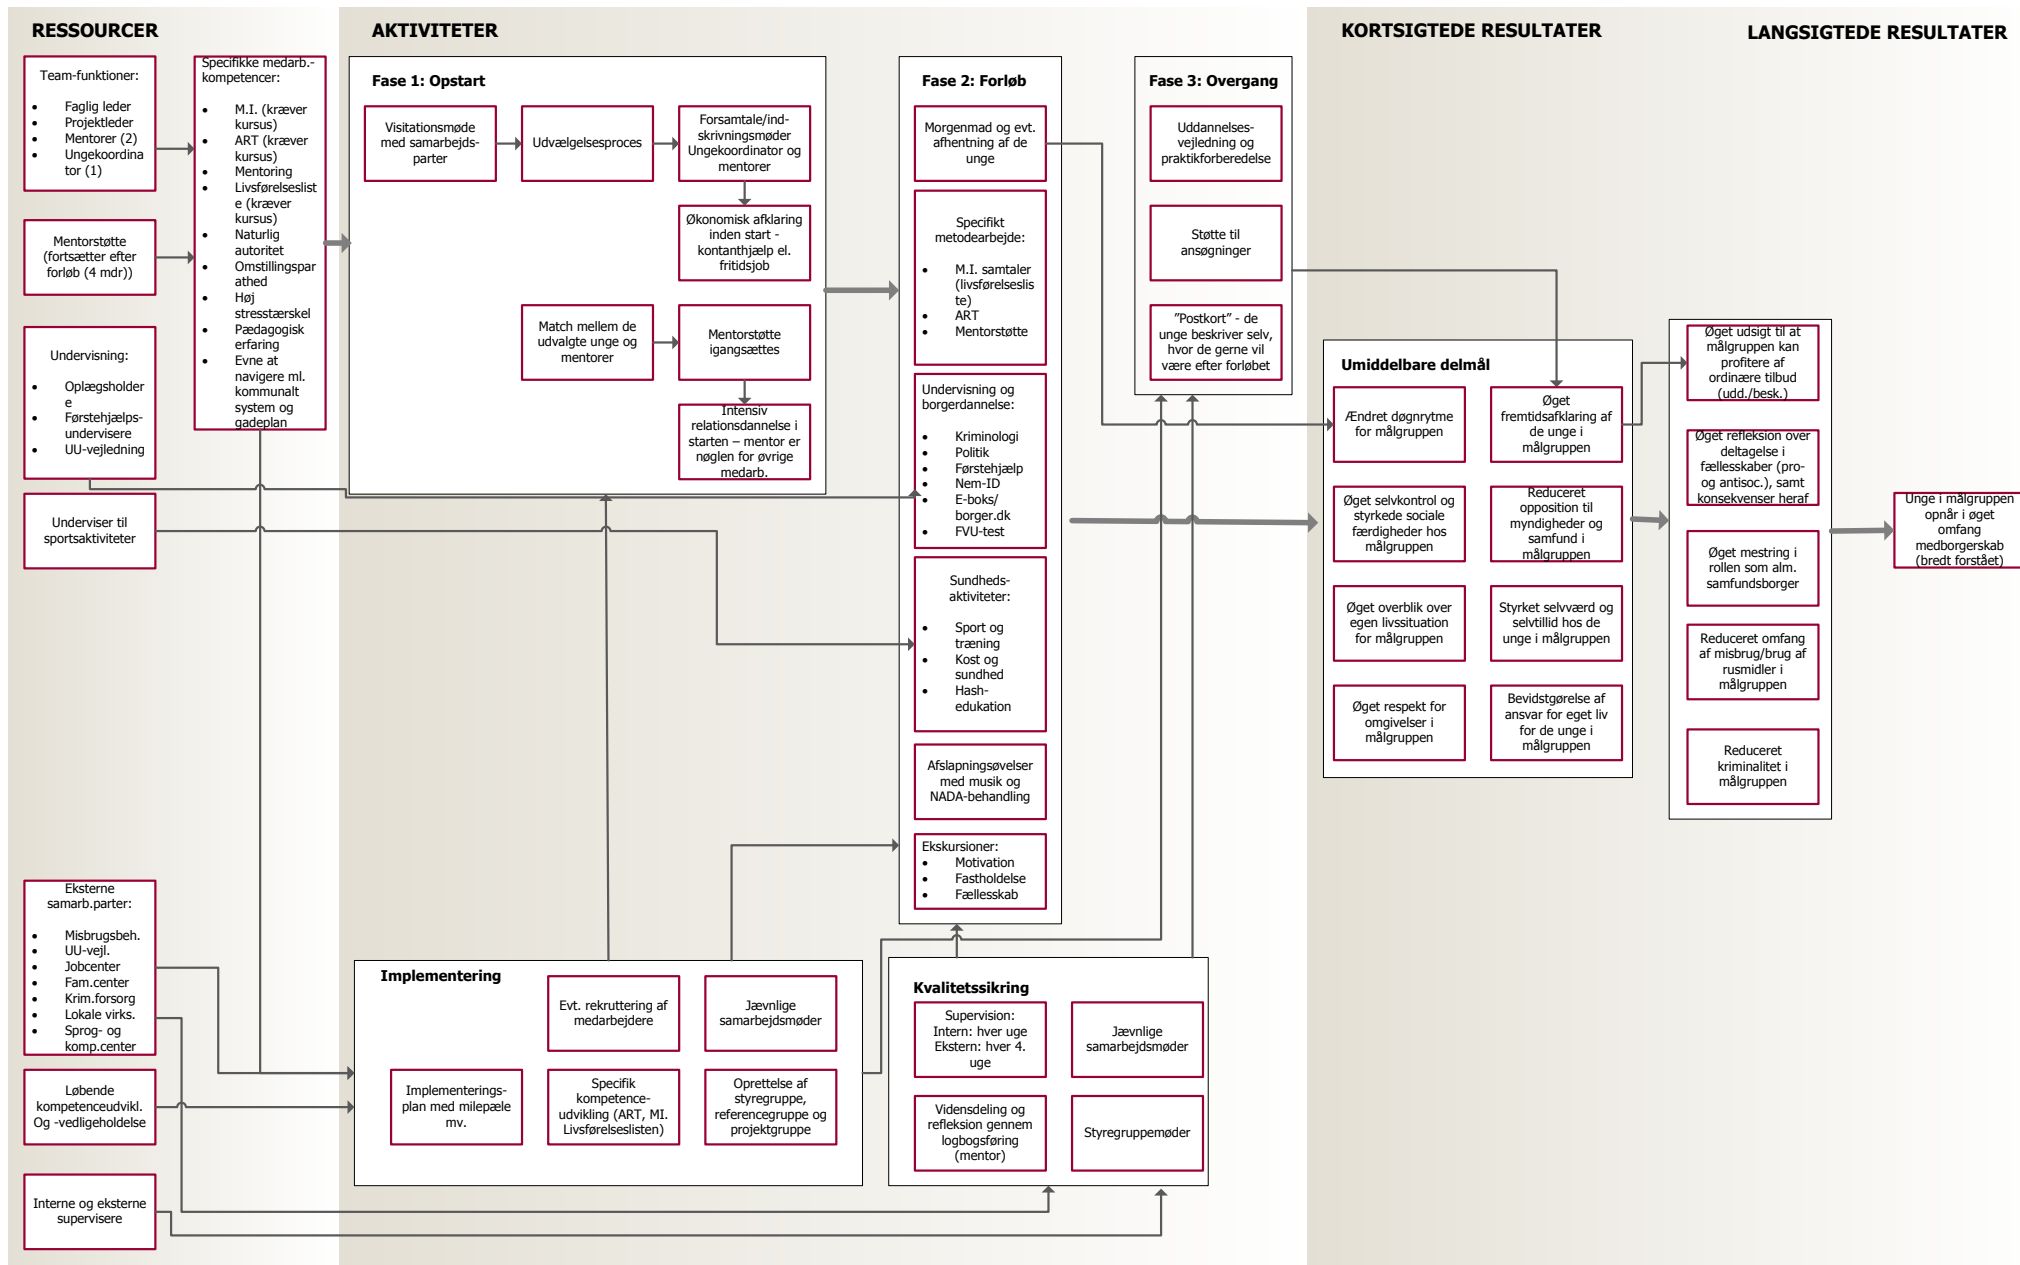 RESSOURCER
AKTIVITETER
KORTSIGTEDE RESULTATER
LANGSIGTEDE RESULTATER
Team-funktioner:
• Faglig leder
• Projektleder
• Mentorer (2)
• Ungekoordina
tor (1)
Mentorstøtte
(fortsætter efter
forløb (4 mdr))
Undervisning:
• Oplægsholder
e
• Førstehjælps-
undervisere
• UU-vejledning
Underviser til
sportsaktiviteter
Eksterne
samarb.parter:
• Misbrugsbeh.
• UU-vejl.
• Jobcenter
• Fam.center
• Krim.forsorg
• Lokale virks.
• Sprog- og
komp.center
Løbende
kompetenceudvikl.
Og -vedligeholdelse
Interne og eksterne
supervisere
Specifikke medarb.-
kompetencer:
• M.I. (kræver
kursus)
• ART (kræver
kursus)
• Mentoring
• Livsførelseslist
e (kræver
kursus)
• Naturlig
autoritet
• Omstillingspar
athed
• Høj
stresstærskel
• Pædagogisk
erfaring
• Evne at
navigere ml.
kommunalt
system og
gadeplan
Fase 1: Opstart
Visitationsmøde
med samarbejds-
parter
Udvælgelsesproces
Forsamtale/ind-
skrivningsmøder
Ungekoordinator og
mentorer
Økonomisk afklaring
inden start -
kontanthjælp el.
fritidsjob
Match mellem de
udvalgte unge og
mentorer
Mentorstøtte
igangsættes
Intensiv
relationsdannelse i
starten – mentor er
nøglen for øvrige
medarb.
Fase 2: Forløb
Morgenmad og evt.
afhentning af de
unge
Specifikt
metodearbejde:
• M.I. samtaler
(livsførelseslis
te)
• ART
• Mentorstøtte
Undervisning og
borgerdannelse:
• Kriminologi
• Politik
• Førstehjælp
• Nem-ID
• E-boks/
borger.dk
• FVU-test
Sundheds-
aktiviteter:
• Sport og
træning
• Kost og
sundhed
• Hash-
edukation
Afslapningsøvelser
med musik og
NADA-behandling
Ekskursioner:
• Motivation
• Fastholdelse
• Fællesskab
Fase 3: Overgang
Uddannelses-
vejledning og
praktikforberedelse
Støtte til
ansøgninger
”Postkort” - de
unge beskriver selv,
hvor de gerne vil
være efter forløbet
Implementering
Evt. rekruttering af
medarbejdere
Jævnlige
samarbejdsmøder
Implementerings-
plan med milepæle
mv.
Specifik
kompetence-
udvikling (ART, MI.
Livsførelseslisten)
Oprettelse af
styregruppe,
referencegruppe og
projektgruppe
Kvalitetssikring
Supervision:
Intern: hver uge
Ekstern: hver 4.
uge
Jævnlige
samarbejdsmøder
Vidensdeling og
refleksion gennem
logbogsføring
(mentor)
Styregruppemøder
Umiddelbare delmål
Ændret døgnrytme
for målgruppen
Øget
fremtidsafklaring af
de unge i
målgruppen
Øget selvkontrol og
styrkede sociale
færdigheder hos
målgruppen
Reduceret
opposition til
myndigheder og
samfund i
målgruppen
Øget overblik over
egen livssituation
for målgruppen
Styrket selvværd og
selvtillid hos de
unge i målgruppen
Øget respekt for
omgivelser i
målgruppen
Bevidstgørelse af
ansvar for eget liv
for de unge i
målgruppen
Øget udsigt til at
målgruppen kan
profitere af
ordinære tilbud
(udd./besk.)
Øget refleksion over
deltagelse i
fællesskaber (pro-
og antisoc.), samt
konsekvenser heraf
Øget mestring i
rollen som alm.
samfundsborger
Reduceret omfang
af misbrug/brug af
rusmidler i
målgruppen
Reduceret
kriminalitet i
målgruppen
Unge i målgruppen
opnår i øget
omfang
medborgerskab
(bredt forstået)